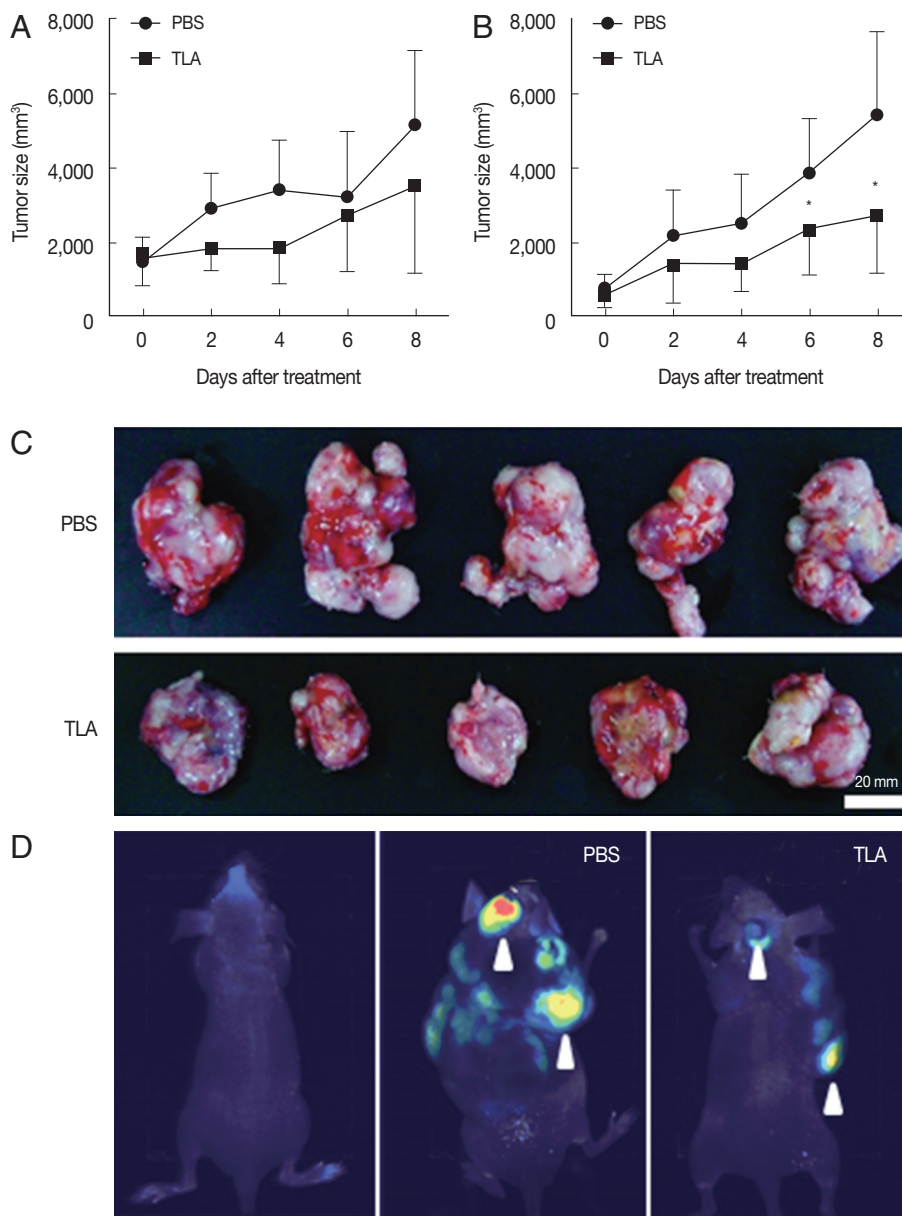 A
PBS
TLA
8,000
6,000
4,000
2,000
0
Tumor size (mm³)
0 2 4 6 8
Days after treatment
B
PBS
TLA
8,000
6,000
4,000
2,000
0
Tumor size (mm³)
*
*
0 2 4 6 8
Days after treatment
C
PBS
TLA
20 mm
D
PBS
TLA